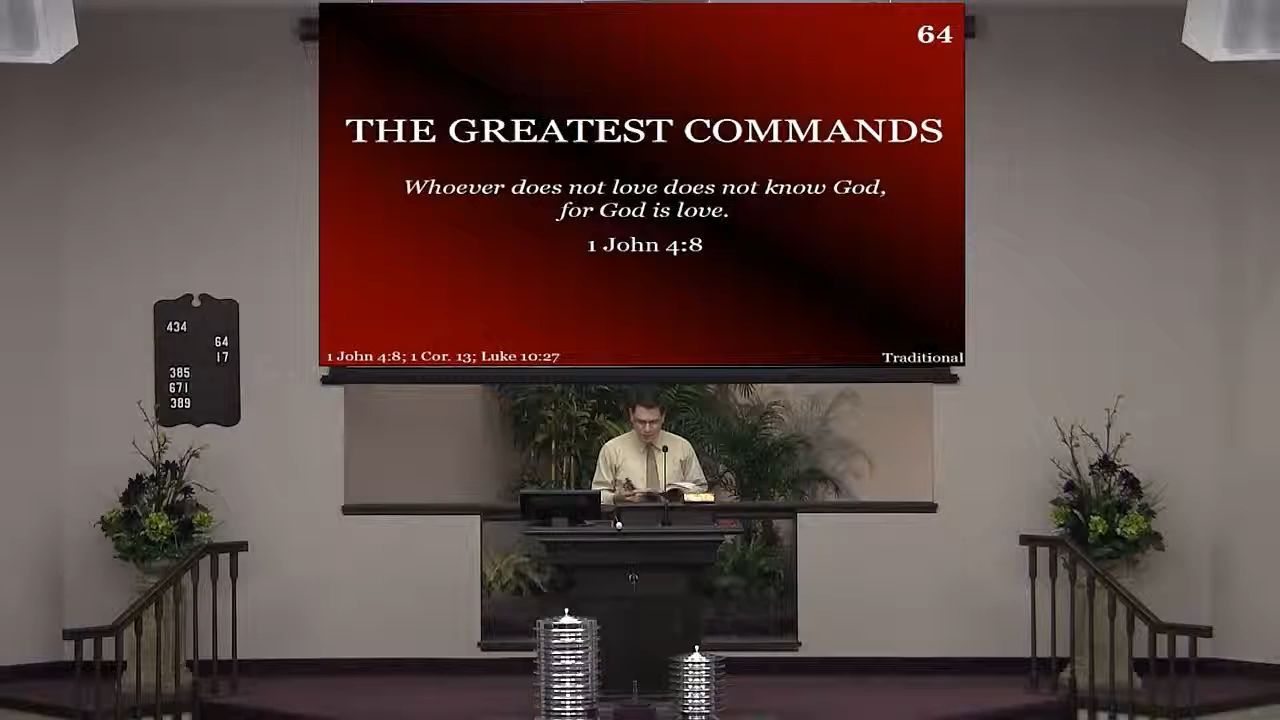 64
THE GREATEST COMMANDS
Whoever does not love does not know God,
for God is love.
1 John 4:8
1 John 4:8; 1 Cor. 13; Luke 10:27
Traditional
434
64
17
385
671
389